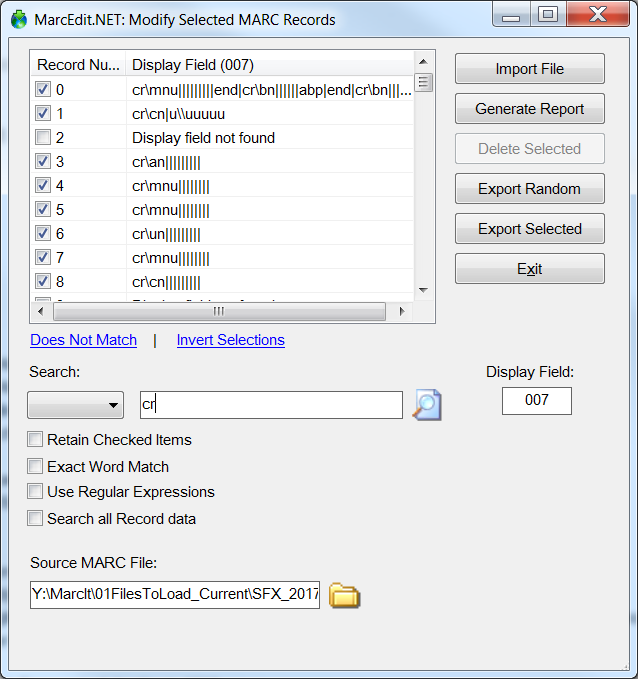 MarcEdit.NET: Modify Selected MARC Records
Record Nu... Display Field (007)
0 cr\mnu||||||||end|cr\bn|||||abp|end|cr\bn|||...
1 cr\cn|u\\uuuuu
2 Display field not found
3 cr\an||||||||
4 cr\mnu||||||||
5 cr\mnu||||||||
6 cr\un||||||||
7 cr\mnu||||||||
8 cr\cn||||||||
Import File
Generate Report
Delete Selected
Export Random
Export Selected
Exit
Does Not Match | Invert Selections
Search:
cr
Display Field:
007
Retain Checked Items
Exact Word Match
Use Regular Expressions
Search all Record data
Source MARC File:
Y:\MarcIt\01FilesToLoad_Current\SFX_2017